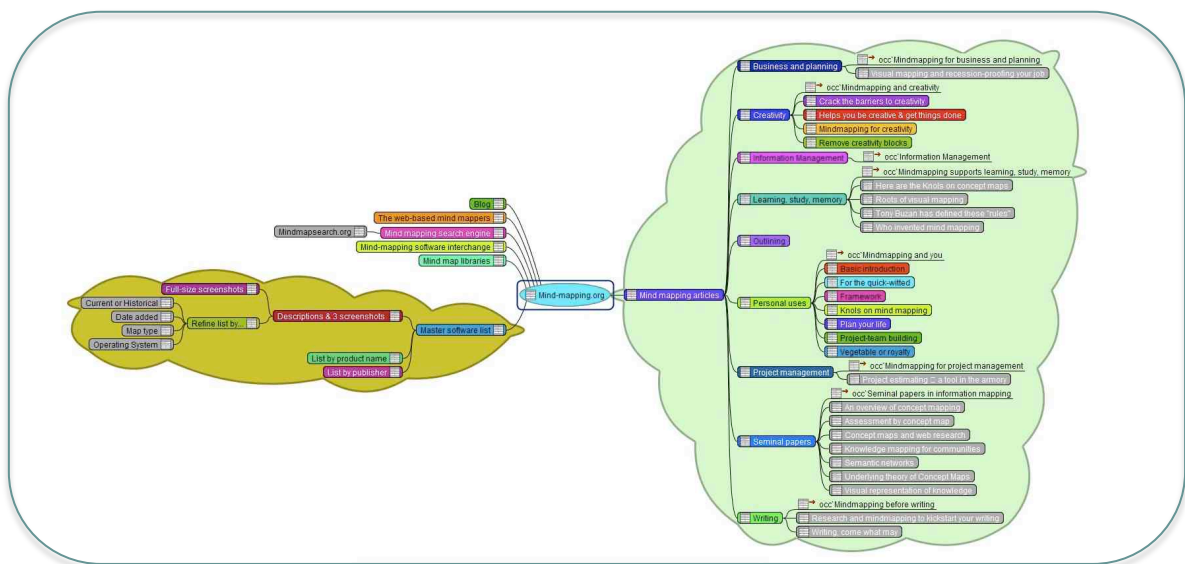 Blog
The web-based mind mappers
Mindmapsearch.org
Mind mapping search engine
Mind-mapping software interchange
Mind map libraries
Full-size screenshots
Current or Historical
Date added
Refine list by...
Map type
Operating System
Descriptions & 3 screenshots
Master software list
List by product name
List by publisher
Mind-mapping.org
Mind mapping articles
Business and planning
occ`Mindmapping for business and planning
Visual mapping and recession-proofing your job
Creativity
occ`Mindmapping and creativity
Crack the barriers to creativity
Helps you be creative & get things done
Mindmapping for creativity
Remove creativity blocks
Information Management
occ`Information Management
Learning, study, memory
occ`Mindmapping supports learning, study, memory
Here are the Knols on concept maps
Roots of visual mapping
Tony Buzan has defined these "rules"
Who invented mind mapping
Outlining
Personal uses
occ`Mindmapping and you
Basic introduction
For the quick-witted
Framework
Knols on mind mapping
Plan your life
Project-team building
Vegetable or royalty
Project management
occ`Mindmapping for project management
Project estimating □ a tool in the armory
Seminal papers
occ`Seminal papers in information mapping
An overview of concept mapping
Assessment by concept map
Concept maps and web research
Knowledge mapping for communities
Semantic networks
Underlying theory of Concept Maps
Visual representation of knowledge
Writing
occ`Mindmapping before writing
Research and mindmapping to kickstart your writing
Writing, come what may